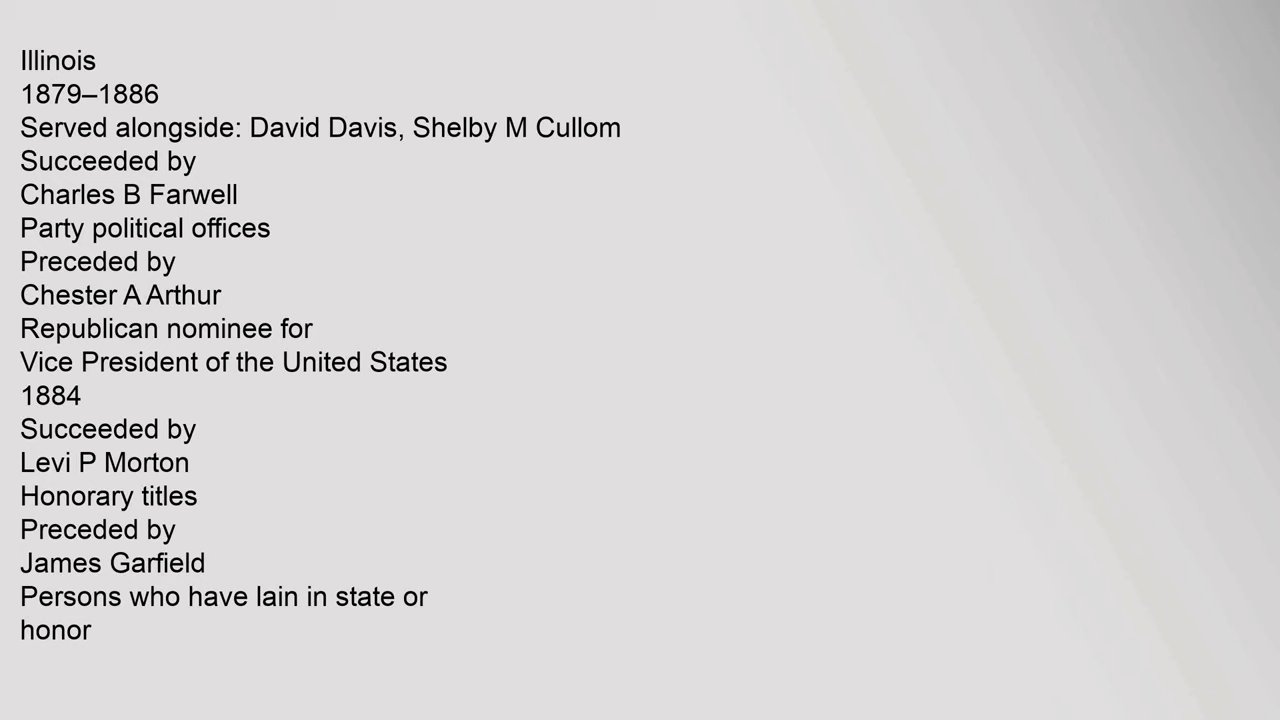 Illinois
1879–1886
Served alongside: David Davis, Shelby M Cullom
Succeeded by
Charles B Farwell
Party political offices
Preceded by
Chester A Arthur
Republican nominee for
Vice President of the United States
1884
Succeeded by
Levi P Morton
Honorary titles
Preceded by
James Garfield
Persons who have lain in state or
honor